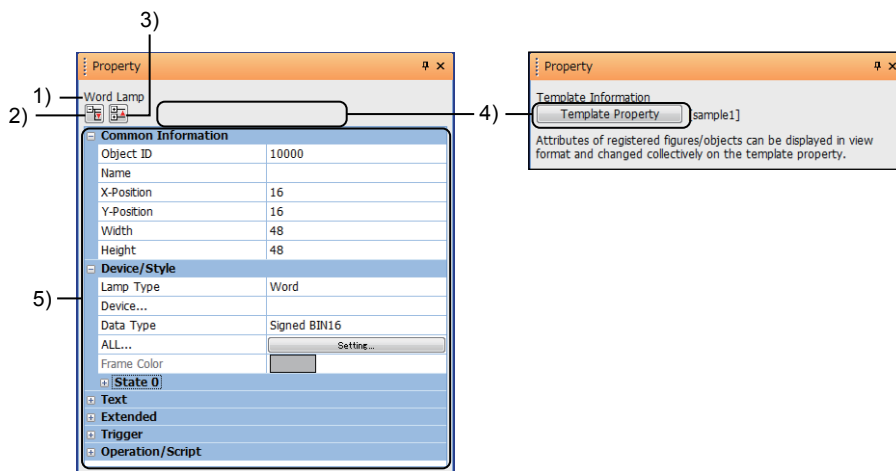 3)
Property
Property
1)
Word Lamp
2)
4)
Template Information
Template Property
[sample1]
Attributes of registered figures/objects can be displayed in view
format and changed collectively on the template property.
5)
Common Information
Object ID 10000
Name
X-Position 16
Y-Position 16
Width 48
Height 48
Device/Style
Lamp Type Word
Device...
Data Type Signed BIN16
ALL... Setting...
Frame Color
State 0
Text
Extended
Trigger
Operation/Script